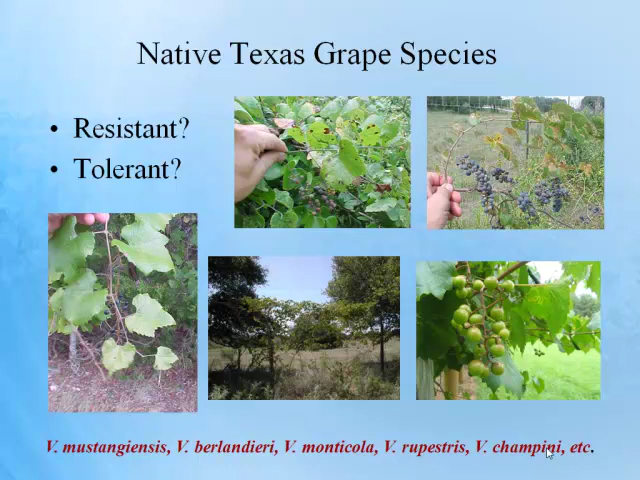 Native Texas Grape Species
• Resistant?
• Tolerant?
V. mustangiensis, V. berlandieri, V. monticola, V. rupestris, V. champini, etc.